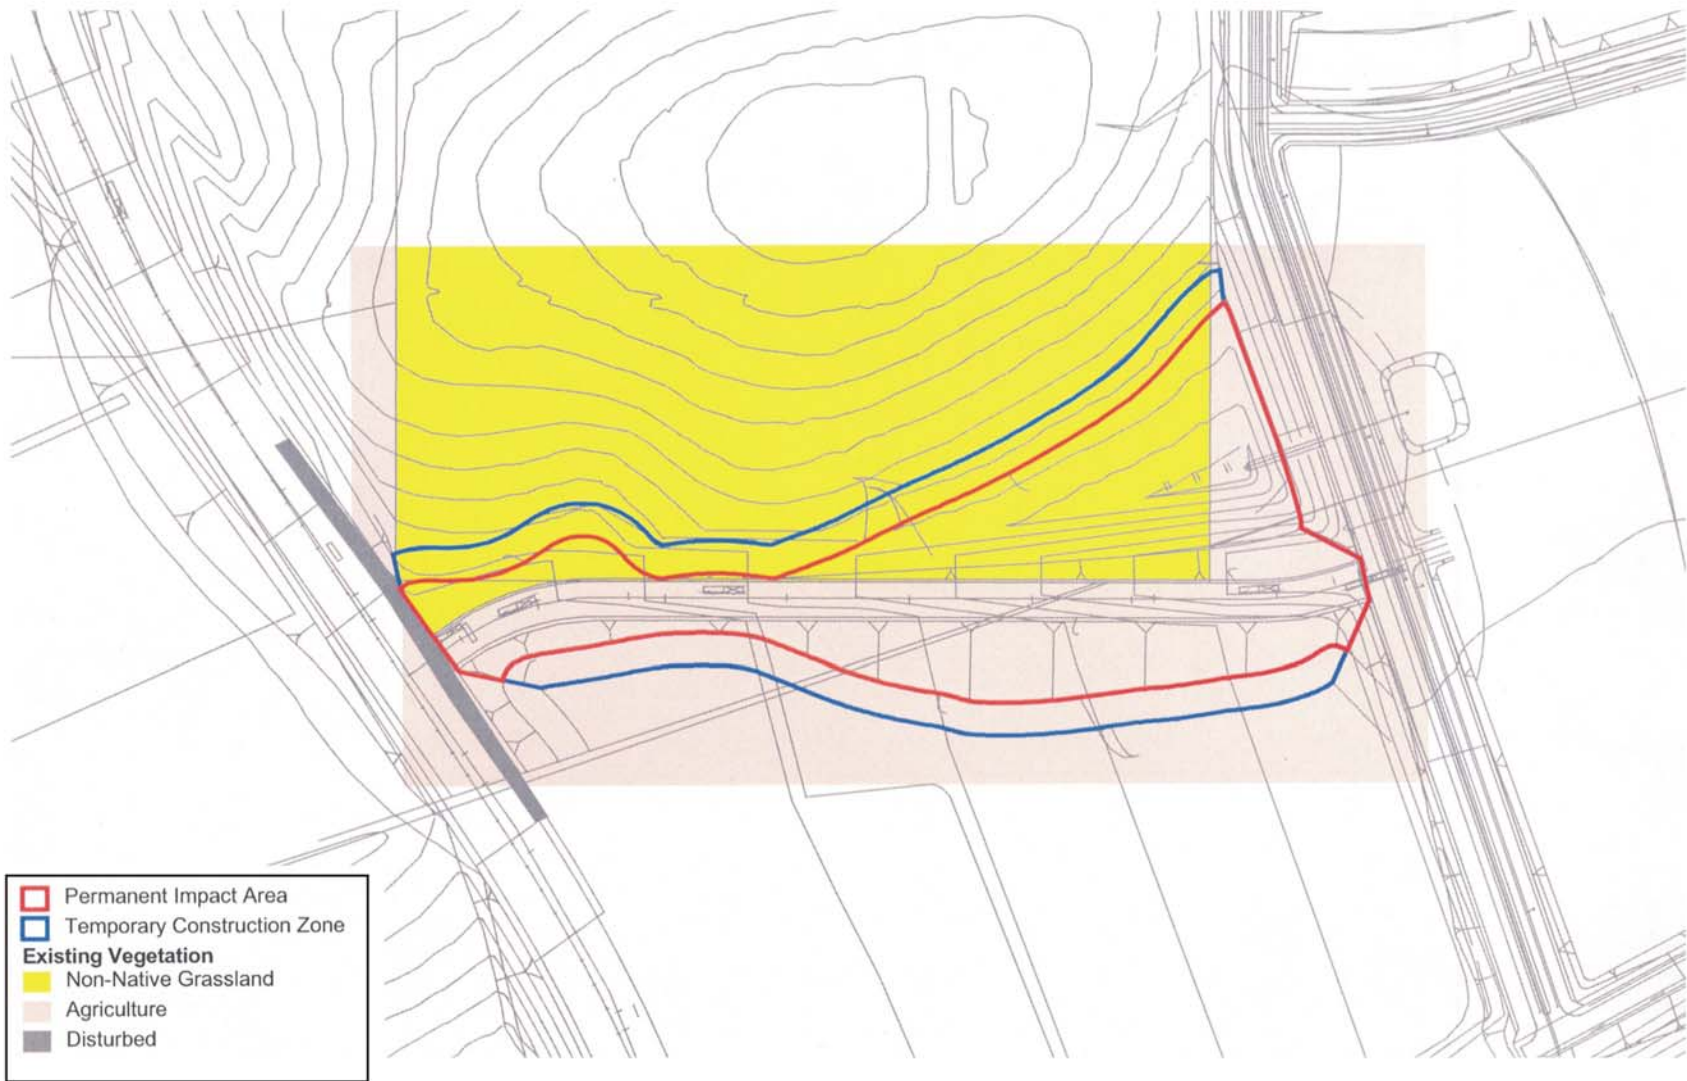 Permanent Impact Area
Temporary Construction Zone
Existing Vegetation
Non-Native Grassland
Agriculture
Disturbed